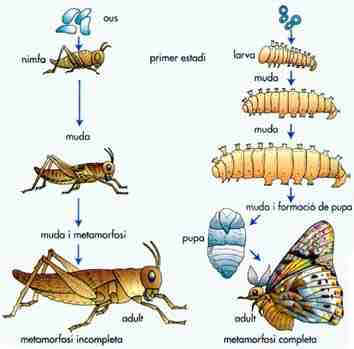 ous
nimfa
primer estadi
larva
muda
muda
muda
muda i formació de pupa
muda i metamorfosi
pupa
adult
adult
metamorfosi incompleta
metamorfosi completa